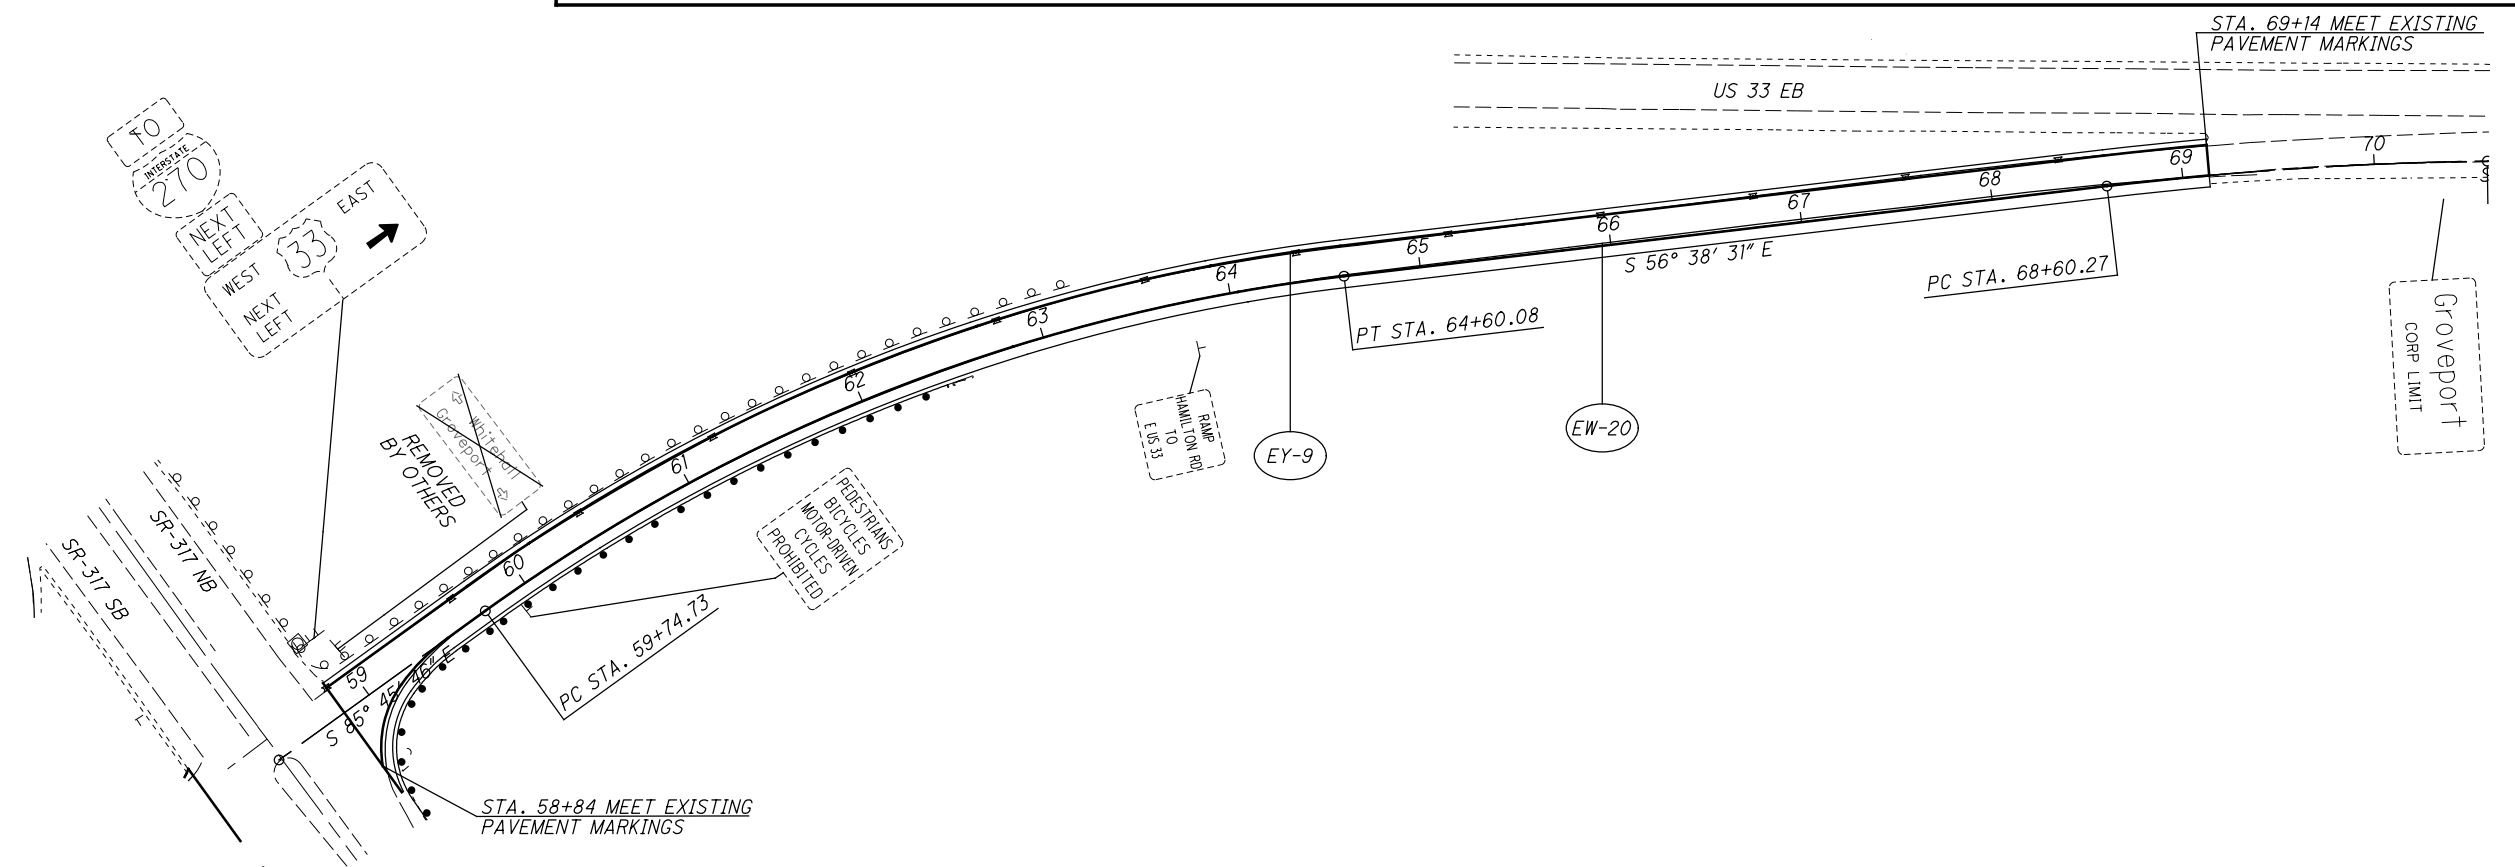 STA. 69+14 MEET EXISTING
PAVEMENT MARKINGS
US 33 EB
TO
INTERSTATE
270
NEXT
LEFT
WEST
33
EAST
NEXT
LEFT
Whitehall
Groveport
REMOVED
BY OTHERS
SR-317 NB
SR-317 SB
59
60
61
62
63
64
65
66
67
68
69
70
S 85° 45' 46" E
S 56° 38' 31" E
PC STA. 59+74.73
PT STA. 64+60.08
PC STA. 68+60.27
PEDESTRIANS
BICYCLES
MOTOR-DRIVEN
CYCLES
PROHIBITED
RAMP
HAMILTON RD
TO
E US 33
EY-9
EW-20
Groveport
CORP LIMIT
STA. 58+84 MEET EXISTING
PAVEMENT MARKINGS